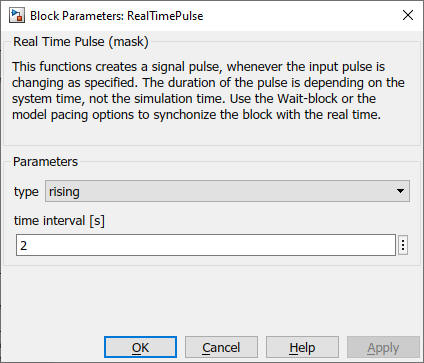 Block Parameters: RealTimePulse
Real Time Pulse (mask)
This functions creates a signal pulse, whenever the input pulse is
changing as specified. The duration of the pulse is depending on the
system time, not the simulation time. Use the Wait-block or the
model pacing options to synchonize the block with the real time.
Parameters
type rising
time interval [s]
2
OK Cancel Help Apply